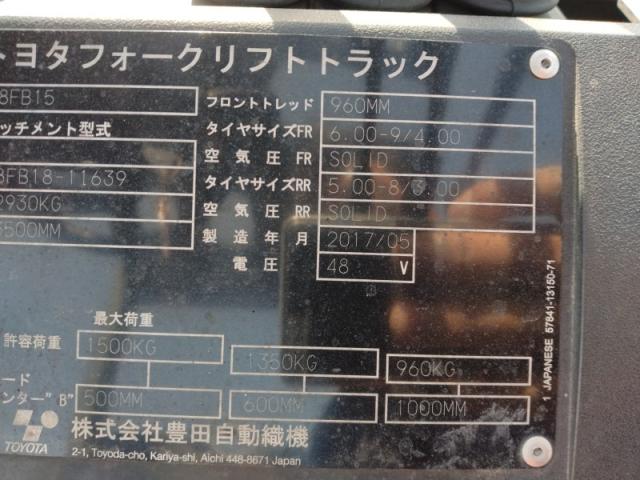 トヨタフォークリフトトラック
8FB15
フロントトレッド 960MM
ッチメント型式
タイヤサイズFR 6.00-9/4.00
空気圧FR SOLID
8FB18-11639
タイヤサイズRR 5.00-8/3.00
2930KG
空気圧RR SOLID
500MM
製造年月 2017/05
電圧 48 V
最大荷重
許容荷重 1500KG 1350KG 960KG
ード
ンター"B" 500MM 600MM 1000MM
TOYOTA
株式会社豊田自動織機
2-1, Toyoda-cho, Kariya-shi, Aichi 448-8671 Japan
1 JAPANESE 57841-13150-71